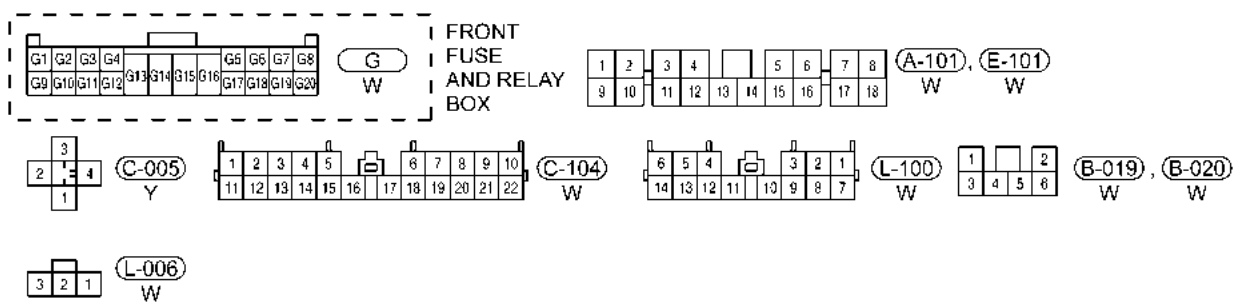 G1 G2 G3 G4 G5 G6 G7 G8
G13 G14 G15 G16
G9 G10 G11 G12 G17 G18 G19 G20
G
W
FRONT
FUSE
AND RELAY
BOX
1 2 3 4 5 6 7 8
9 10 11 12 13 14 15 16 17 18
A-101, E-101
W W
3
2 4
1
C-005
Y
1 2 3 4 5 6 7 8 9 10
11 12 13 14 15 16 17 18 19 20 21 22
C-104
W
6 5 4 3 2 1
14 13 12 11 10 9 8 7
L-100
W
1 2
3 4 5 6
B-019, B-020
W W
3 2 1
L-006
W